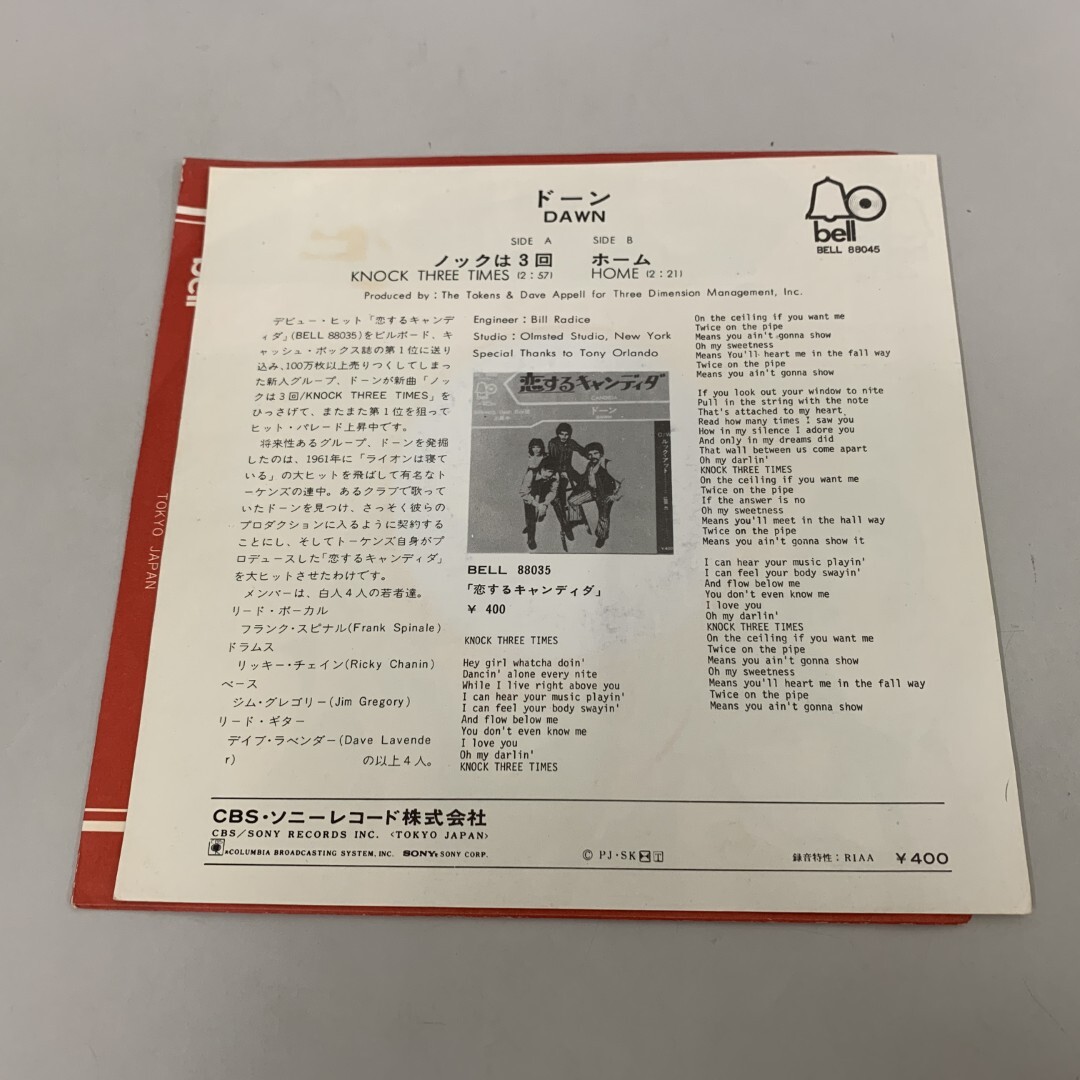 ドーン
DAWN
bell
BELL 88045
SIDE A
SIDE B
ノックは3回
ホーム
KNOCK THREE TIMES (2:57)
HOME (2:21)
Produced by : The Tokens & Dave Appell for Three Dimension Management, Inc.
デビュー・ヒット「恋するキャンデ
ィダ」(BELL 88035)をビルボード、キ
ャッシュ・ボックス誌の第1位に送り
込み、100万枚以上売りつくしてしまっ
た新人グループ、ドーンが新曲「ノッ
クは3回/KNOCK THREE TIMES」を
ひっさげて、またまた第1位を狙って
ヒット・パレード上昇中です。
将来性あるグループ、ドーンを発掘
したのは、1961年に「ライオンは寝て
いる」の大ヒットを飛ばして有名なト
ーケンズの連中。あるクラブで歌って
いたドーンを見つけ、さっそく彼らの
プロダクションに入るように契約する
ことにし、そしてトーケンズ自身がプ
ロデュースした「恋するキャンディダ」
を大ヒットさせたわけです。
メンバーは、白人4人の若者達。
リード・ボーカル
フランク・スピナル(Frank Spinale)
ドラムス
リッキー・チェイン(Ricky Chanin)
ベース
ジム・グレゴリー(Jim Gregory)
リード・ギター
デイブ・ラベンダー(Dave Lavende
r) の以上4人。
Engineer : Bill Radice
Studio : Olmsted Studio, New York
Special Thanks to Tony Orlando
恋するキャンディダ
ドーン
BELL 88035
「恋するキャンディダ」
¥ 400
KNOCK THREE TIMES
Hey girl whatcha doin'
Dancin' alone every nite
While I live right above you
I can hear your music playin'
I can feel your body swayin'
And flow below me
You don't even know me
I love you
Oh my darlin'
KNOCK THREE TIMES
On the ceiling if you want me
Twice on the pipe
Means you ain't gonna show
Oh my sweetness
Means You'll heart me in the fall way
Twice on the pipe
Means you ain't gonna show
If you look out your window to nite
Pull in the string with the note
That's attached to my heart
Read how many times I saw you
How in my silence I adore you
And only in my dreams did
That wall between us come apart
Oh my darlin'
KNOCK THREE TIMES
On the ceiling if you want me
Twice on the pipe
If the answer is no
Oh my sweetness
Means you'll meet in the hall way
Twice on the pipe
Means you ain't gonna show it
I can hear your music playin'
I can feel your body swayin'
And flow below me
You don't even know me
I love you
Oh my darlin'
KNOCK THREE TIMES
On the ceiling if you want me
Twice on the pipe
Means you ain't gonna show
Oh my sweetness
Means you'll heart me in the fall way
Twice on the pipe
Means you ain't gonna show
CBS・ソニーレコード株式会社
CBS/SONY RECORDS INC. <TOKYO JAPAN>
COLUMBIA BROADCASTING SYSTEM, INC. SONY SONY CORP.
© PJ・SK
録音特性：RIAA
¥400
bell
TOKYO JAPAN